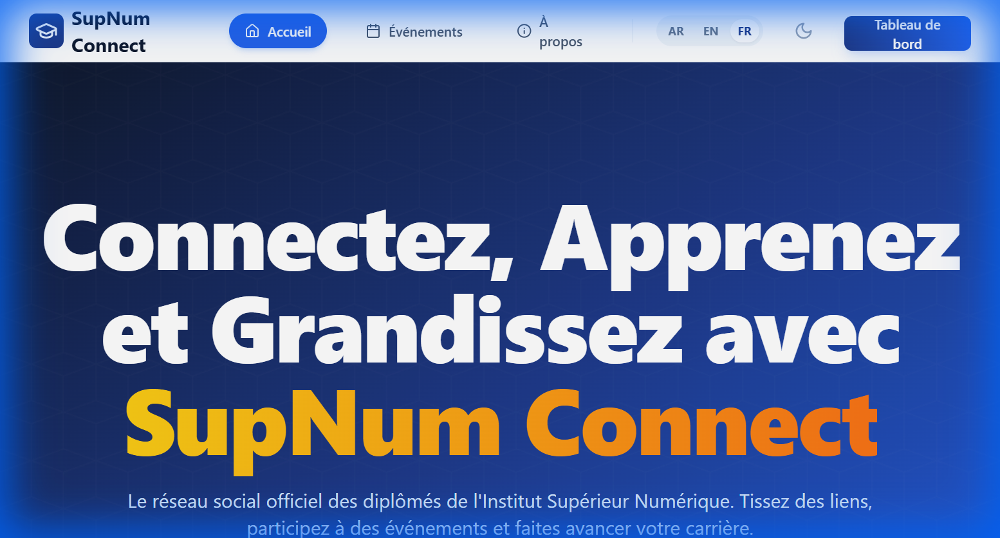 SupNum
Connect
Accueil
Événements
À
propos
AR
EN
FR
Tableau de
bord
Connectez, Apprenez
et Grandissez avec
SupNum Connect
Le réseau social officiel des diplômés de l'Institut Supérieur Numérique. Tissez des liens,
participez à des événements et faites avancer votre carrière.